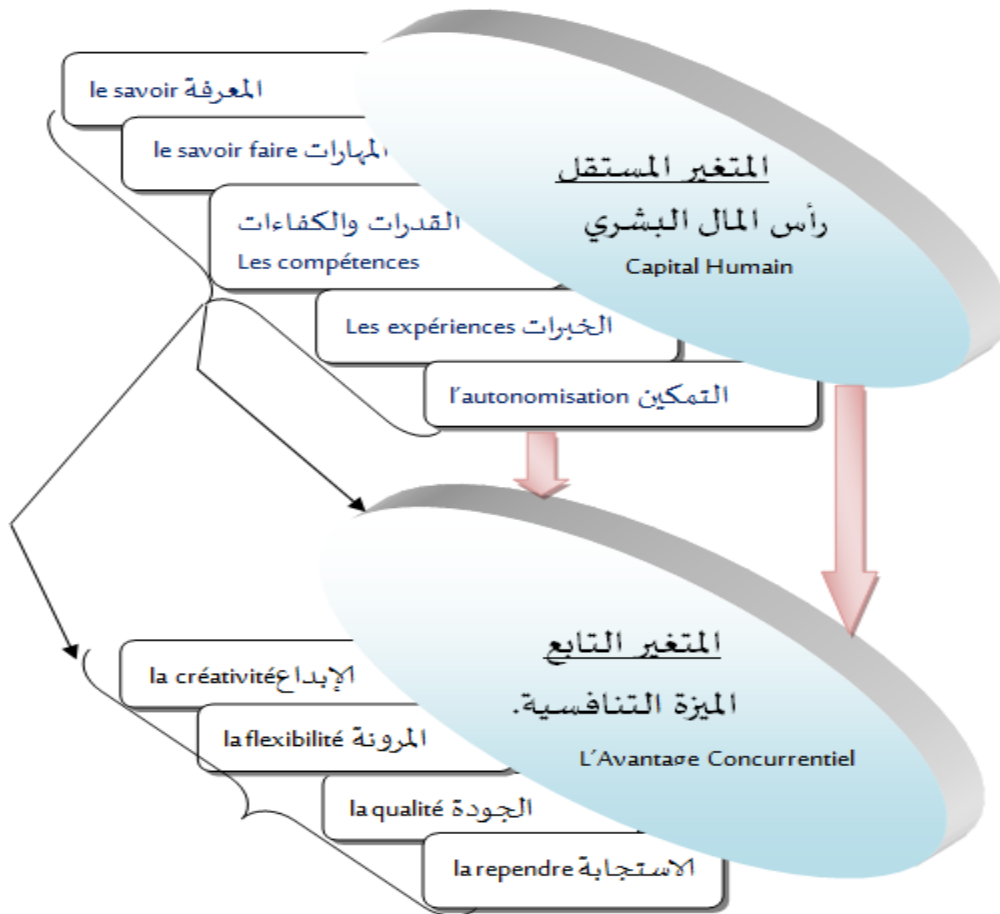 le savoir المعرفة
le savoir faire المهارات
القدرات والكفاءات
Les compétences
Les expériences الخبرات
l'autonomisation التمكين
المتغير المستقل
رأس المال البشري
Capital Humain
المتغير التابع
الميزة التنافسية.
L'Avantage Concurrentiel
la créativité الإبداع
la flexibilité المرونة
la qualité الجودة
la rependre الاستجابة